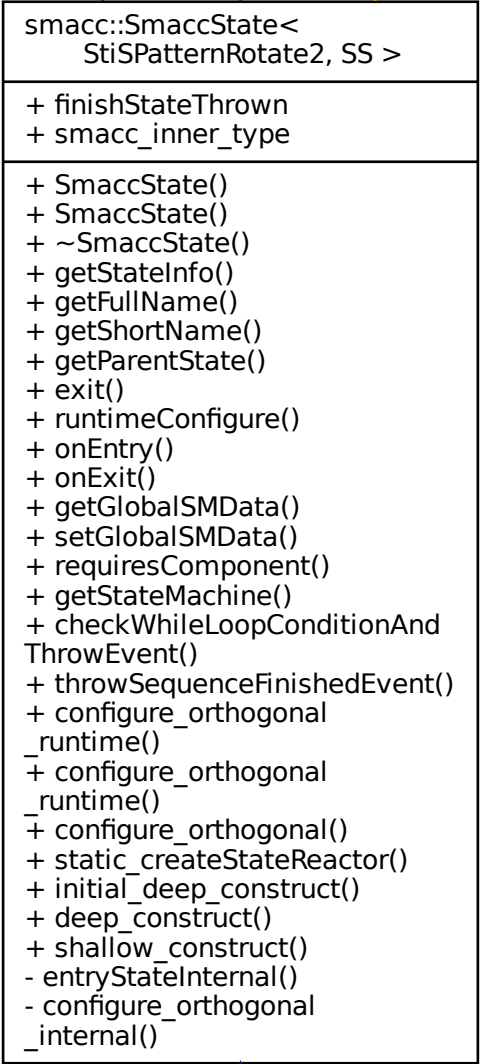 smacc::SmaccState<
StiSPatternRotate2, SS >
+ finishStateThrown
+ smacc_inner_type
+ SmaccState()
+ SmaccState()
+ ~SmaccState()
+ getStateInfo()
+ getFullName()
+ getShortName()
+ getParentState()
+ exit()
+ runtimeConfigure()
+ onEntry()
+ onExit()
+ getGlobalSMData()
+ setGlobalSMData()
+ requiresComponent()
+ getStateMachine()
+ checkWhileLoopConditionAnd
ThrowEvent()
+ throwSequenceFinishedEvent()
+ configure_orthogonal
_runtime()
+ configure_orthogonal
_runtime()
+ configure_orthogonal()
+ static_createStateReactor()
+ initial_deep_construct()
+ deep_construct()
+ shallow_construct()
- entryStateInternal()
- configure_orthogonal
_internal()